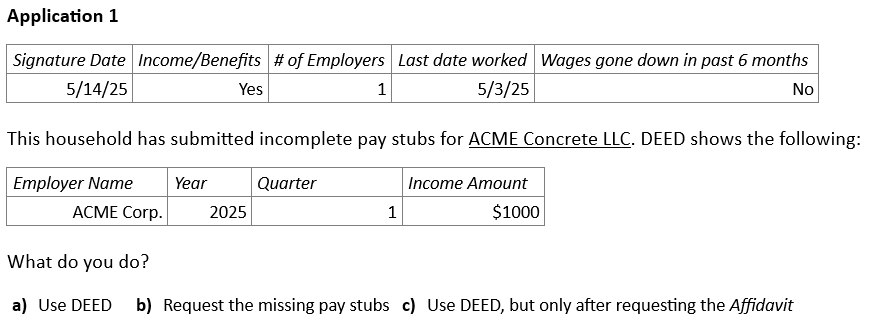 Application 1
Signature Date Income/Benefits # of Employers Last date worked Wages gone down in past 6 months
5/14/25 Yes 1 5/3/25 No
This household has submitted incomplete pay stubs for ACME Concrete LLC. DEED shows the following:
Employer Name Year Quarter Income Amount
ACME Corp. 2025 1 $1000
What do you do?
a) Use DEED b) Request the missing pay stubs c) Use DEED, but only after requesting the Affidavit